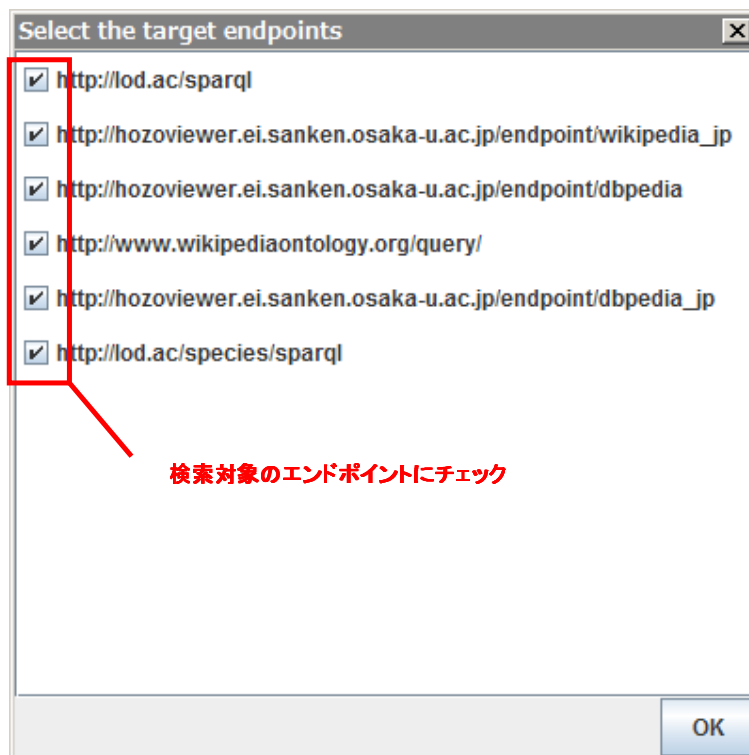 Select the target endpoints
http://lod.ac/sparql
http://hozoviewer.ei.sanken.osaka-u.ac.jp/endpoint/wikipedia_jp
http://hozoviewer.ei.sanken.osaka-u.ac.jp/endpoint/dbpedia
http://www.wikipediaontology.org/query/
http://hozoviewer.ei.sanken.osaka-u.ac.jp/endpoint/dbpedia_jp
http://lod.ac/species/sparql
検索対象のエンドポイントにチェック
OK